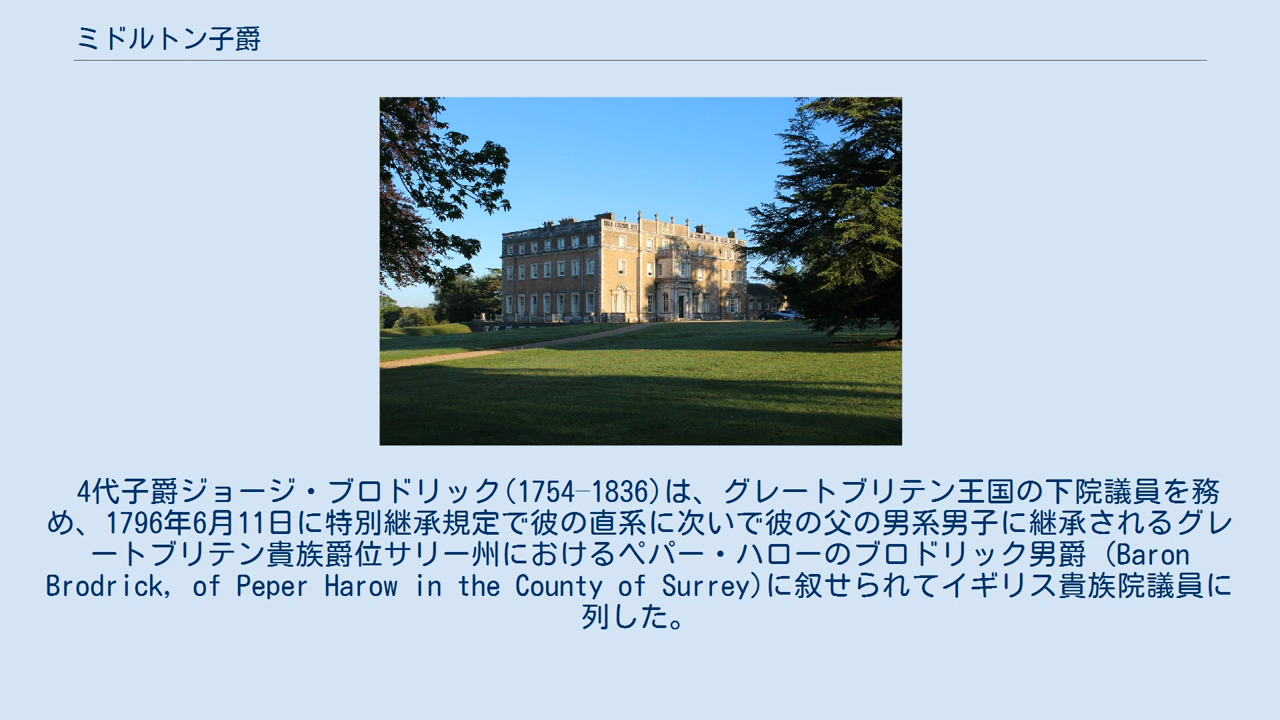 ミドルトン子爵
4代子爵ジョージ・ブロドリック(1754–1836)は、グレートブリテン王国の下院議員を務
め、1796年6月11日に特別継承規定で彼の直系に次いで彼の父の男系男子に継承されるグレ
ートブリテン貴族爵位サリー州におけるペパー・ハローのブロドリック男爵 (Baron
Brodrick, of Peper Harow in the County of Surrey)に叙せられてイギリス貴族院議員に
列した。